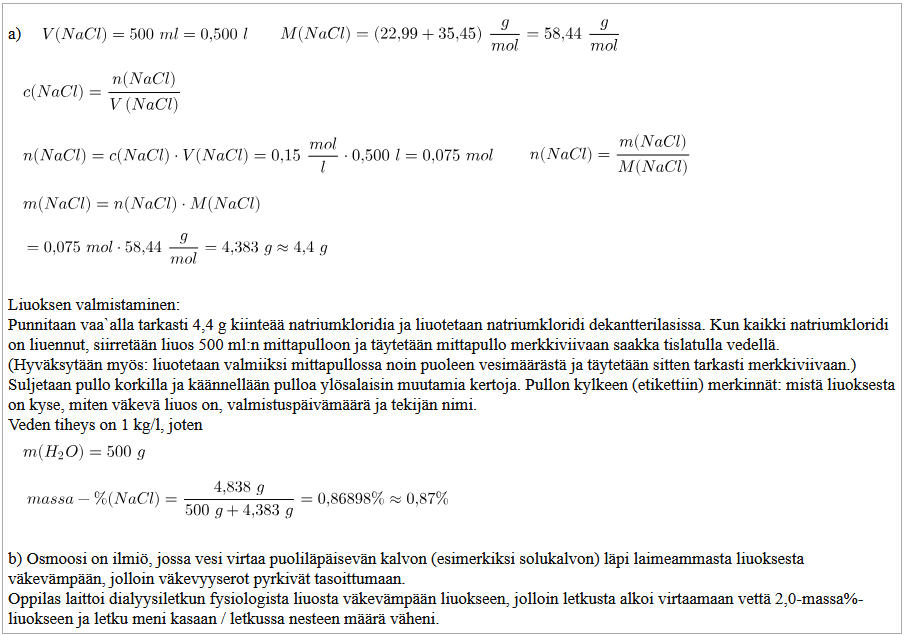 a) V(NaCl) = 500 ml = 0,500 l M(NaCl) = (22,99 + 35,45) g/mol = 58,44 g/mol
c(NaCl) = n(NaCl)/V (NaCl)
n(NaCl) = c(NaCl) · V(NaCl) = 0,15 mol/l · 0,500 l = 0,075 mol n(NaCl) = m(NaCl)/M(NaCl)
m(NaCl) = n(NaCl) · M(NaCl)
= 0,075 mol · 58,44 g/mol = 4,383 g ≈ 4,4 g
Liuoksen valmistaminen:
Punnitaan vaa`alla tarkasti 4,4 g kiinteää natriumkloridia ja liuotetaan natriumkloridi dekantterilasissa. Kun kaikki natriumkloridi
on liuennut, siirretään liuos 500 ml:n mittapulloon ja täytetään mittapullo merkkiviivaan saakka tislatulla vedellä.
(Hyväksytään myös: liuotetaan valmiiksi mittapullossa noin puoleen vesimäärästä ja täytetään sitten tarkasti merkkiviivaan.)
Suljetaan pullo korkilla ja käännellään pulloa ylösalaisin muutamia kertoja. Pullon kylkeen (etikettiin) merkinnät: mistä liuoksesta
on kyse, miten väkevä liuos on, valmistuspäivämäärä ja tekijän nimi.
Veden tiheys on 1 kg/l, joten
m(H₂O) = 500 g
massa − %(NaCl) = 4,838 g/500 g + 4,383 g = 0,86898% ≈ 0,87%
b) Osmoosi on ilmiö, jossa vesi virtaa puoliläpäisevän kalvon (esimerkiksi solukalvon) läpi laimeammasta liuoksesta
väkevämpään, jolloin väkevyyserot pyrkivät tasoittumaan.
Oppilas laittoi dialyysiletkun fysiologista liuosta väkevämpään liuokseen, jolloin letkusta alkoi virtaamaan vettä 2,0-massa%-
liuokseen ja letku meni kasaan / letkussa nesteen määrä väheni.